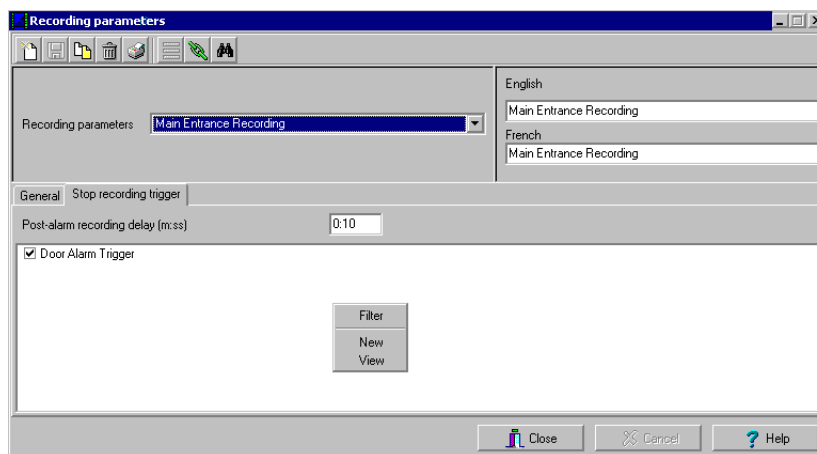 Recording parameters
English
Recording parameters
Main Entrance Recording
Main Entrance Recording
French
Main Entrance Recording
General
Stop recording trigger
Post-alarm recording delay (m:ss)
0:10
Door Alarm Trigger
Filter
New
View
Close
Cancel
Help